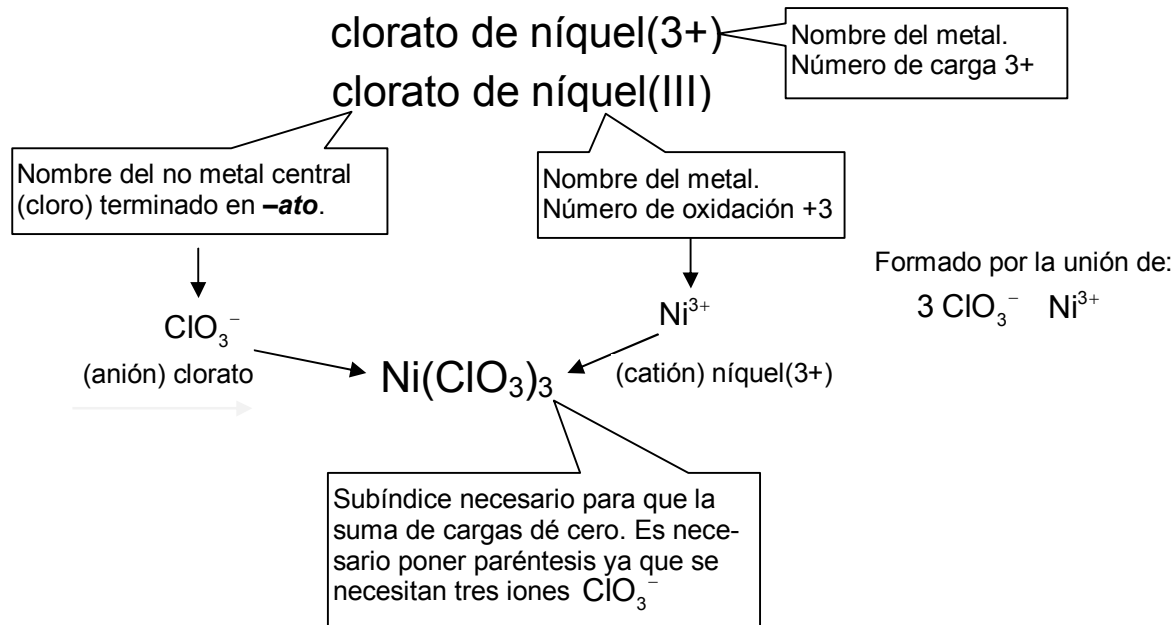 clorato de níquel(3+)
Nombre del metal.
Número de carga 3+
clorato de níquel(III)
Nombre del no metal central
(cloro) terminado en –ato.
Nombre del metal.
Número de oxidación +3
Formado por la unión de:
3 ClO₃⁻ Ni³⁺
ClO₃⁻
(anión) clorato
Ni³⁺
(catión) níquel(3+)
Ni(ClO₃)₃
Subíndice necesario para que la
suma de cargas dé cero. Es nece-
sario poner paréntesis ya que se
necesitan tres iones ClO₃⁻